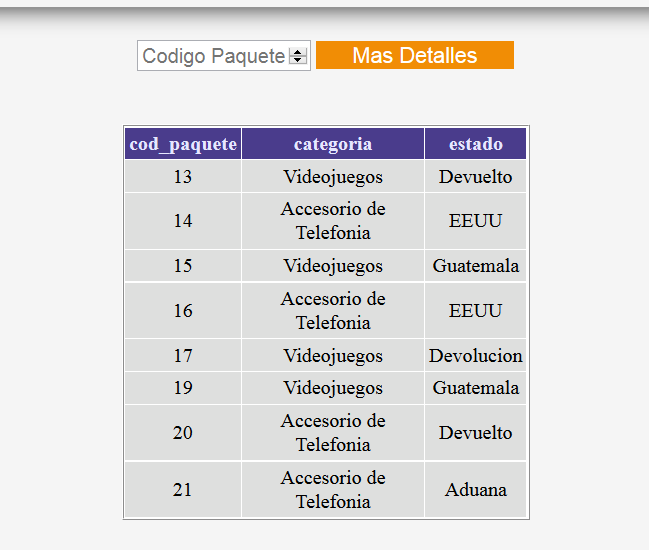 Codigo Paquete Mas Detalles
cod_paquete categoria estado
13 Videojuegos Devuelto
14 Accesorio de Telefonia EEUU
15 Videojuegos Guatemala
16 Accesorio de Telefonia EEUU
17 Videojuegos Devolucion
19 Videojuegos Guatemala
20 Accesorio de Telefonia Devuelto
21 Accesorio de Telefonia Aduana